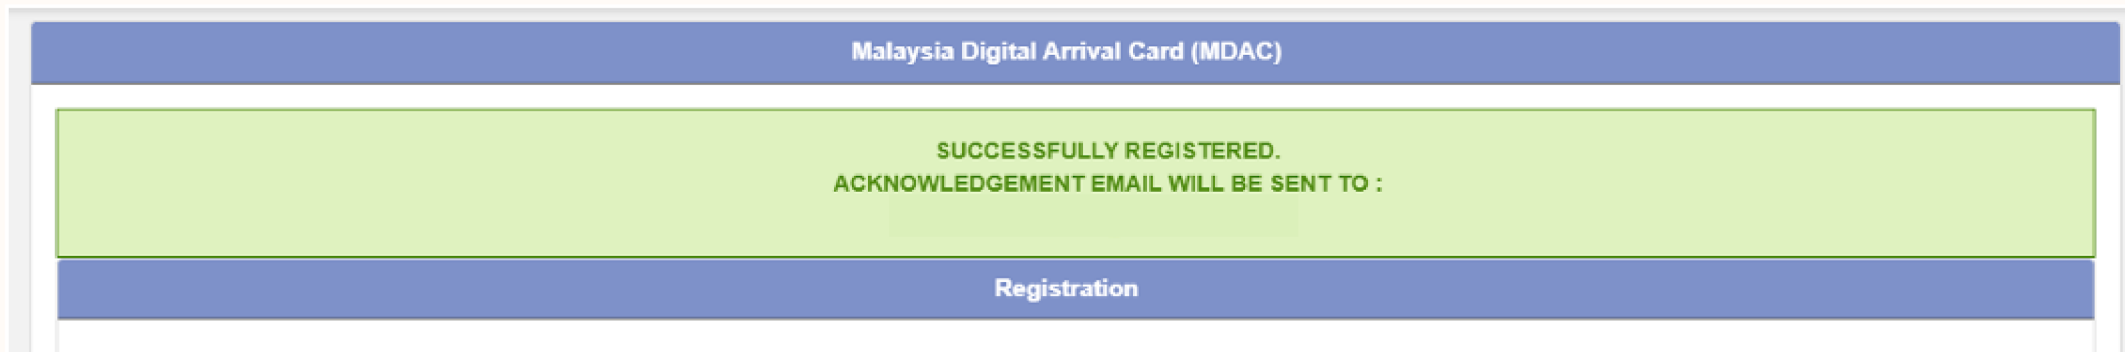 Malaysia Digital Arrival Card (MDAC)
SUCCESSFULLY REGISTERED.
ACKNOWLEDGEMENT EMAIL WILL BE SENT TO :
Registration